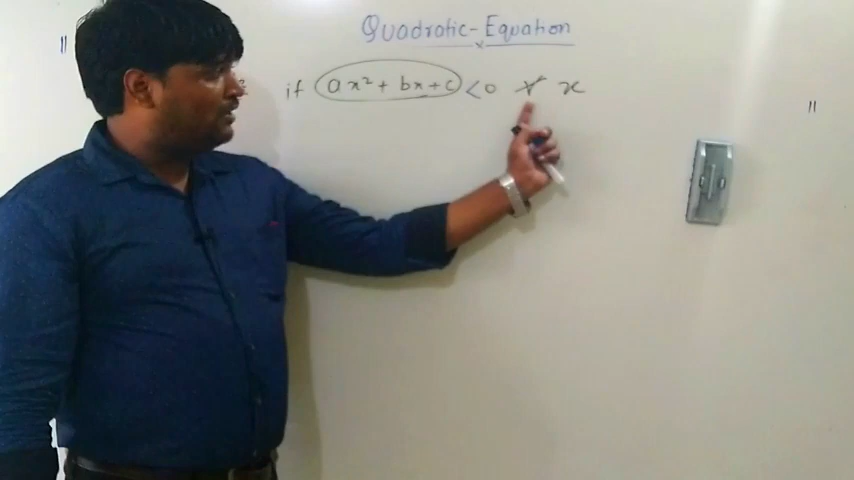 Quadratic-Equation
if ax² + bx + c < 0 ∀ x